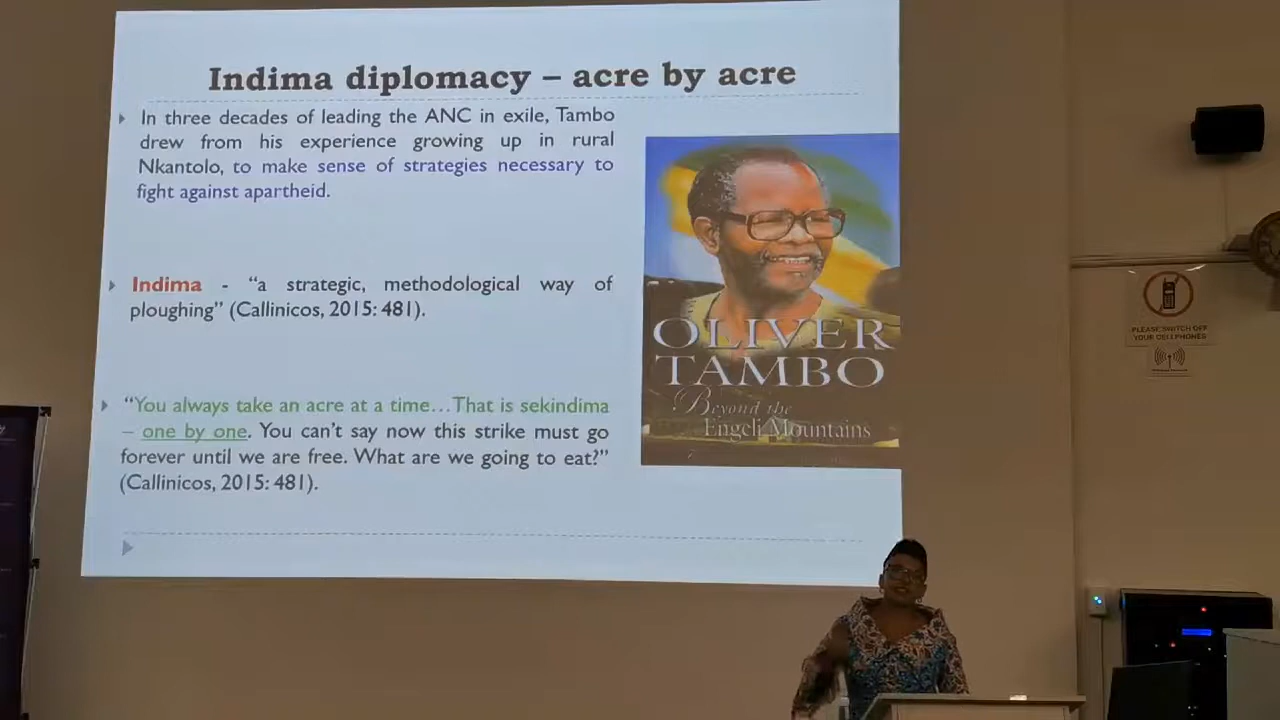 Indima diplomacy – acre by acre
In three decades of leading the ANC in exile, Tambo
drew from his experience growing up in rural
Nkantolo, to make sense of strategies necessary to
fight against apartheid.
Indima - “a strategic, methodological way of
ploughing” (Callinicos, 2015: 481).
“You always take an acre at a time…That is sekindima
– one by one. You can’t say now this strike must go
forever until we are free. What are we going to eat?”
(Callinicos, 2015: 481).
OLIVER
TAMBO
Beyond the
Engeli Mountains
PLEASE SWITCH OFF
YOUR CELLPHONES